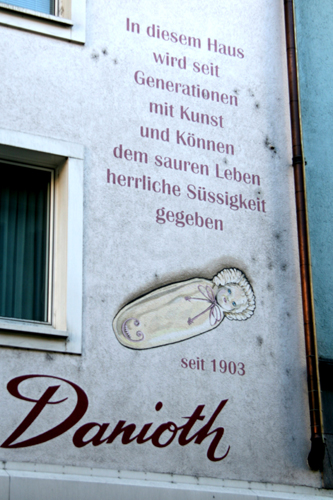 In diesem Haus
wird seit
Generationen
mit Kunst
und Können
dem sauren Leben
herrliche Süssigkeit
gegeben
seit 1903
Danioth